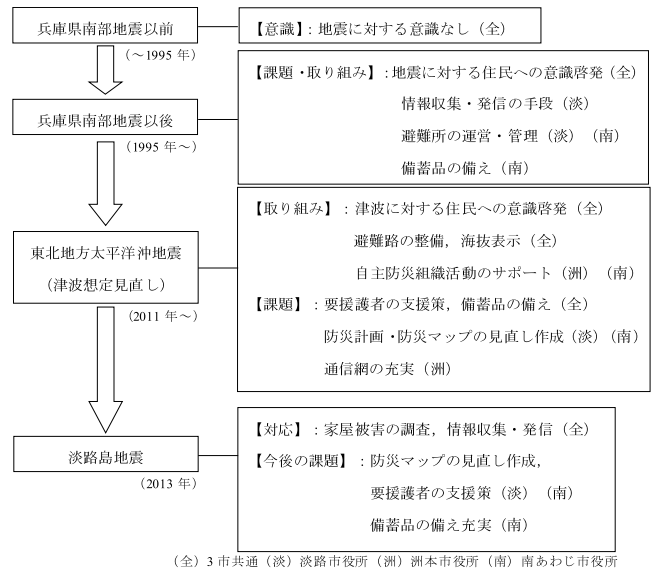 兵庫県南部地震以前
【意識】：地震に対する意識なし（全）
（～1995 年）
【課題・取り組み】：地震に対する住民への意識啓発（全）
情報収集・発信の手段（淡）
兵庫県南部地震以後
避難所の運営・管理（淡）（南）
（1995 年～）
備蓄品の備え（南）
【取り組み】：津波に対する住民への意識啓発（全）
避難路の整備，海抜表示（全）
東北地方太平洋沖地震
（津波想定見直し）
自主防災組織活動のサポート（洲）（南）
（2011 年～）
【課題】：要援護者の支援策，備蓄品の備え（全）
防災計画・防災マップの見直し作成（淡）（南）
通信網の充実（洲）
【対応】：家屋被害の調査，情報収集・発信（全）
淡路島地震
【今後の課題】：防災マップの見直し作成，
（2013 年）
要援護者の支援策（淡）（南）
備蓄品の備え充実（南）
（全）3 市共通（淡）淡路市役所（洲）洲本市役所（南）南あわじ市役所